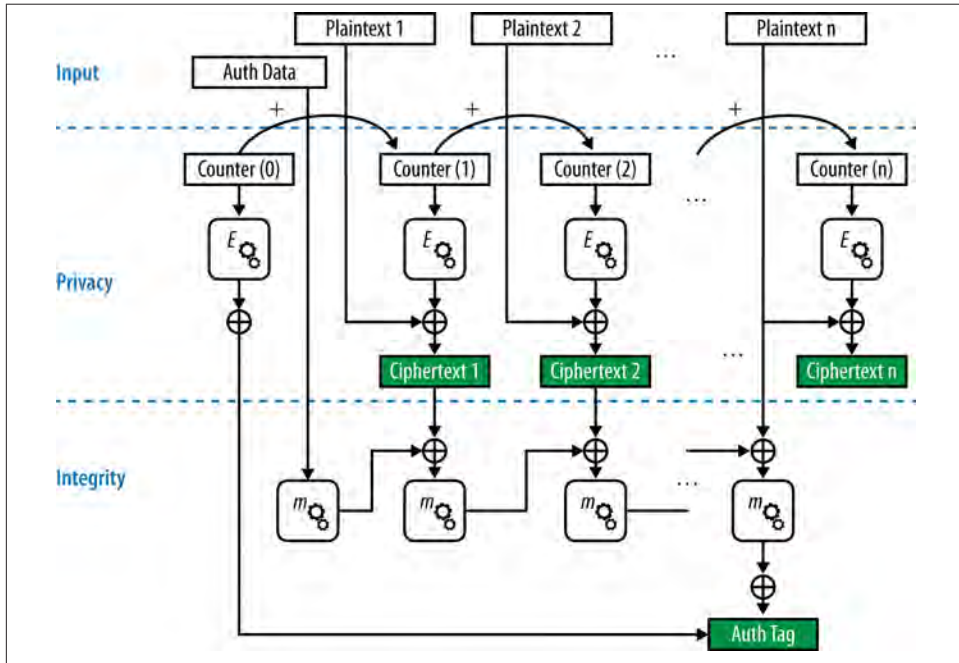 Plaintext 1 Plaintext 2 Plaintext n
...
Input
Auth Data
+ + +
Counter (0) Counter (1) Counter (2) Counter (n)
...
E E E E
Privacy
...
Ciphertext 1 Ciphertext 2 Ciphertext n
Integrity
...
m m m m
Auth Tag